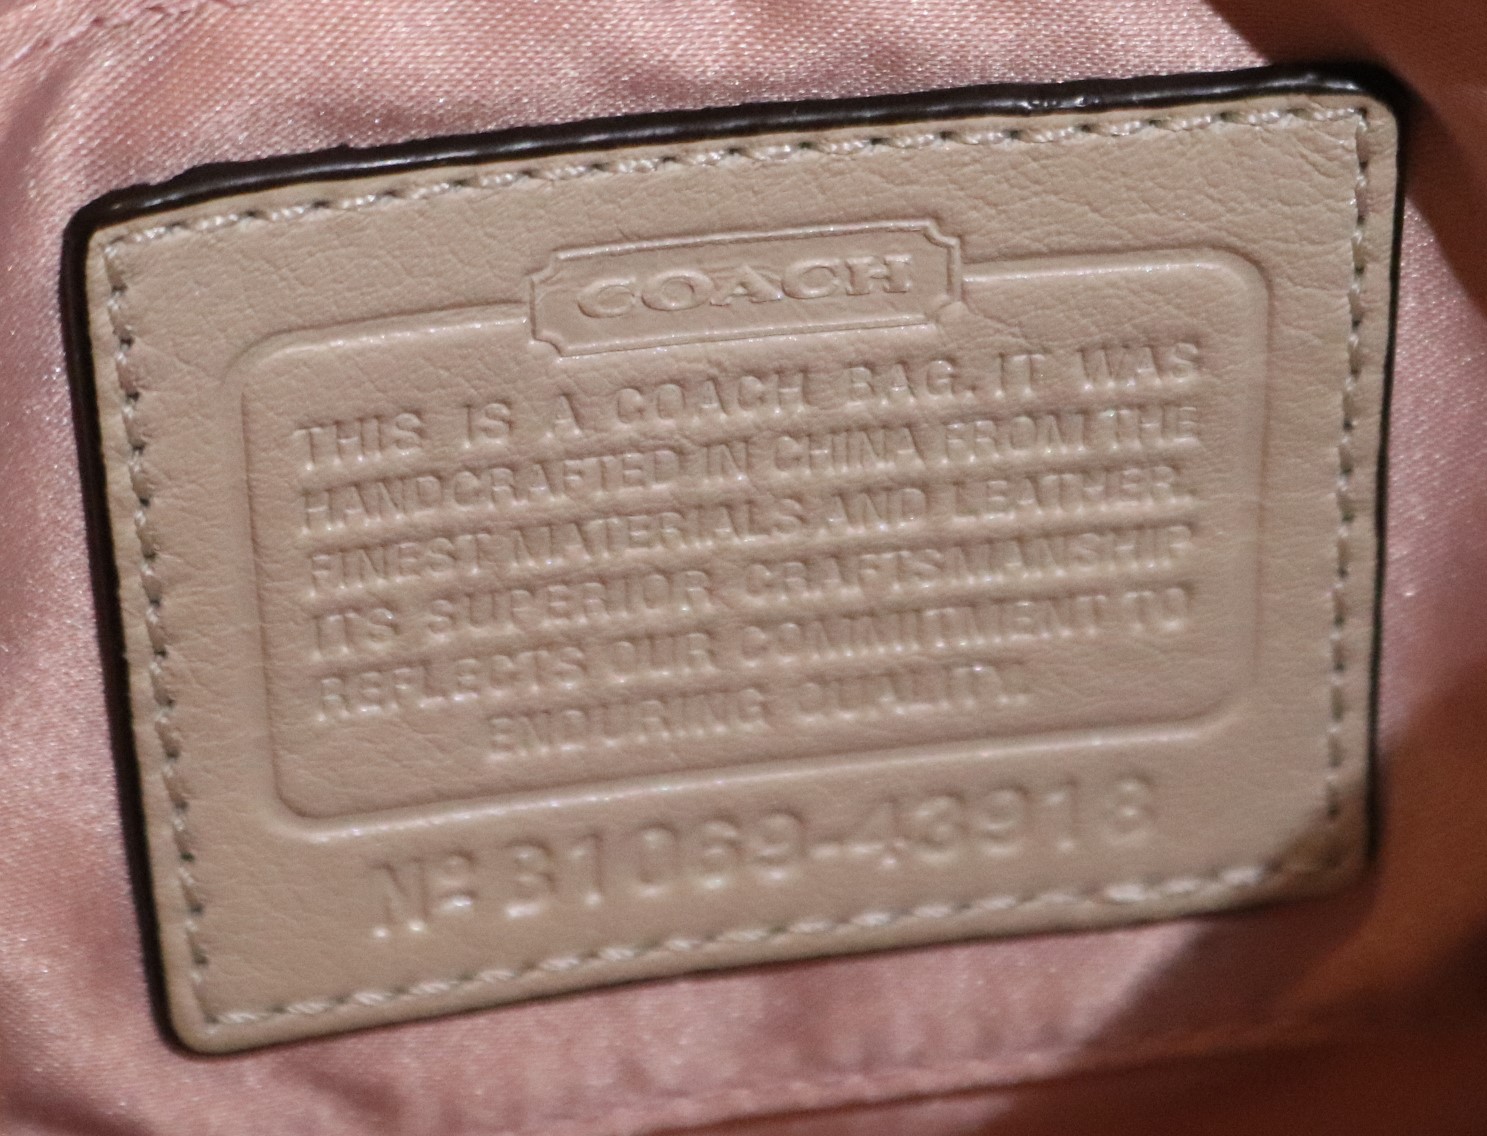 COACH
THIS IS A COACH BAG. IT WAS
HANDCRAFTED IN CHINA FROM THE
FINEST MATERIALS AND LEATHER.
ITS SUPERIOR CRAFTSMANSHIP
REFLECTS OUR COMMITMENT TO
ENDURING QUALITY.
Nº B1069-43918